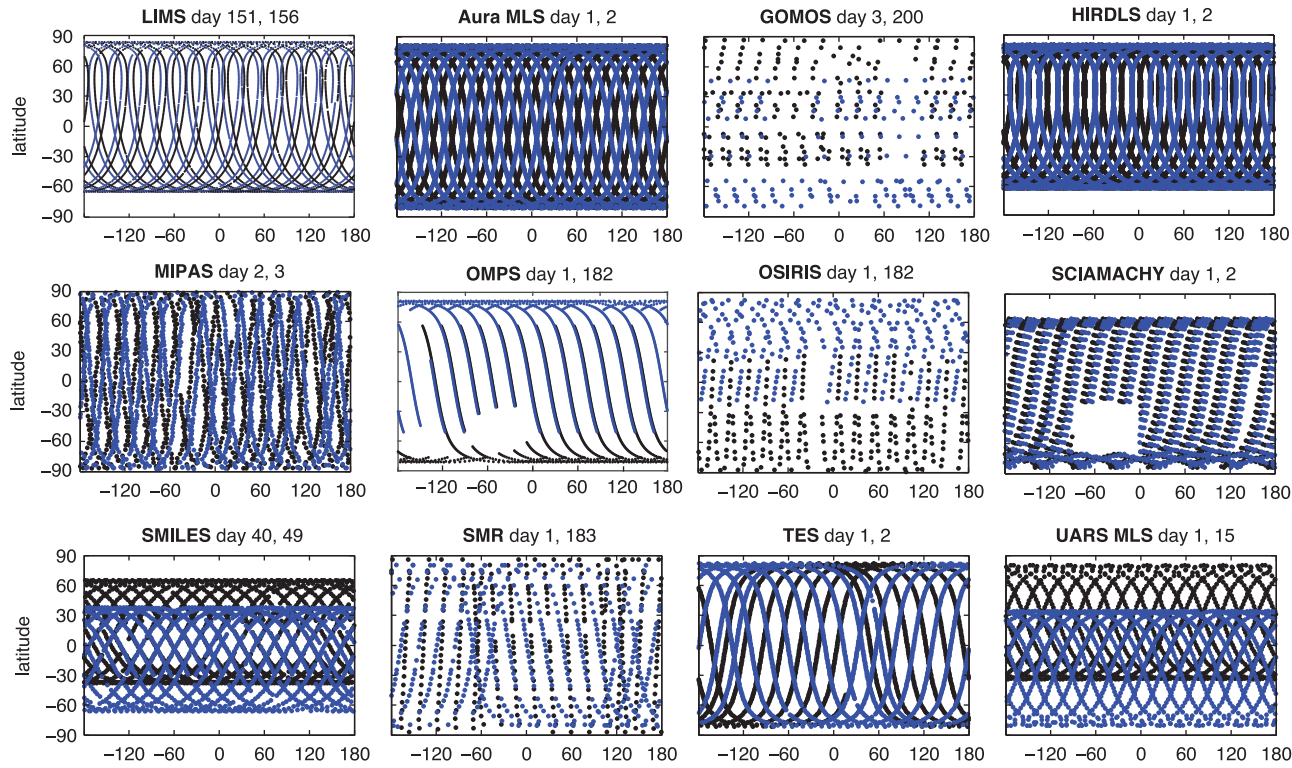 LIMS day 151, 156
Aura MLS day 1, 2
GOMOS day 3, 200
HIRDLS day 1, 2
latitude
90
60
30
0
−30
−60
−90
−120 −60 0 60 120 180
−120 −60 0 60 120 180
−120 −60 0 60 120 180
−120 −60 0 60 120 180
MIPAS day 2, 3
OMPS day 1, 182
OSIRIS day 1, 182
SCIAMACHY day 1, 2
latitude
90
60
30
0
−30
−60
−90
−120 −60 0 60 120 180
−120 −60 0 60 120 180
−120 −60 0 60 120 180
−120 −60 0 60 120 180
SMILES day 40, 49
SMR day 1, 183
TES day 1, 2
UARS MLS day 1, 15
latitude
90
60
30
0
−30
−60
−90
−120 −60 0 60 120 180
−120 −60 0 60 120 180
−120 −60 0 60 120 180
−120 −60 0 60 120 180